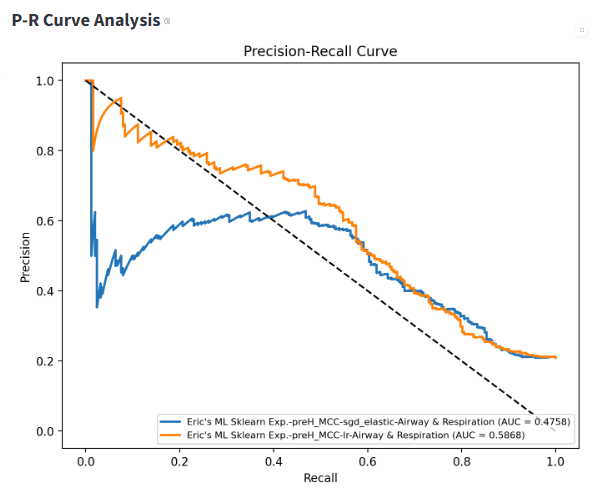 P-R Curve Analysis
Precision-Recall Curve
1.0
0.8
0.6
0.4
0.2
0.0
Precision
0.0 0.2 0.4 0.6 0.8 1.0
Recall
Eric's ML Sklearn Exp.-preH_MCC-sgd_elastic-Airway & Respiration (AUC = 0.4758)
Eric's ML Sklearn Exp.-preH_MCC-lr-Airway & Respiration (AUC = 0.5868)